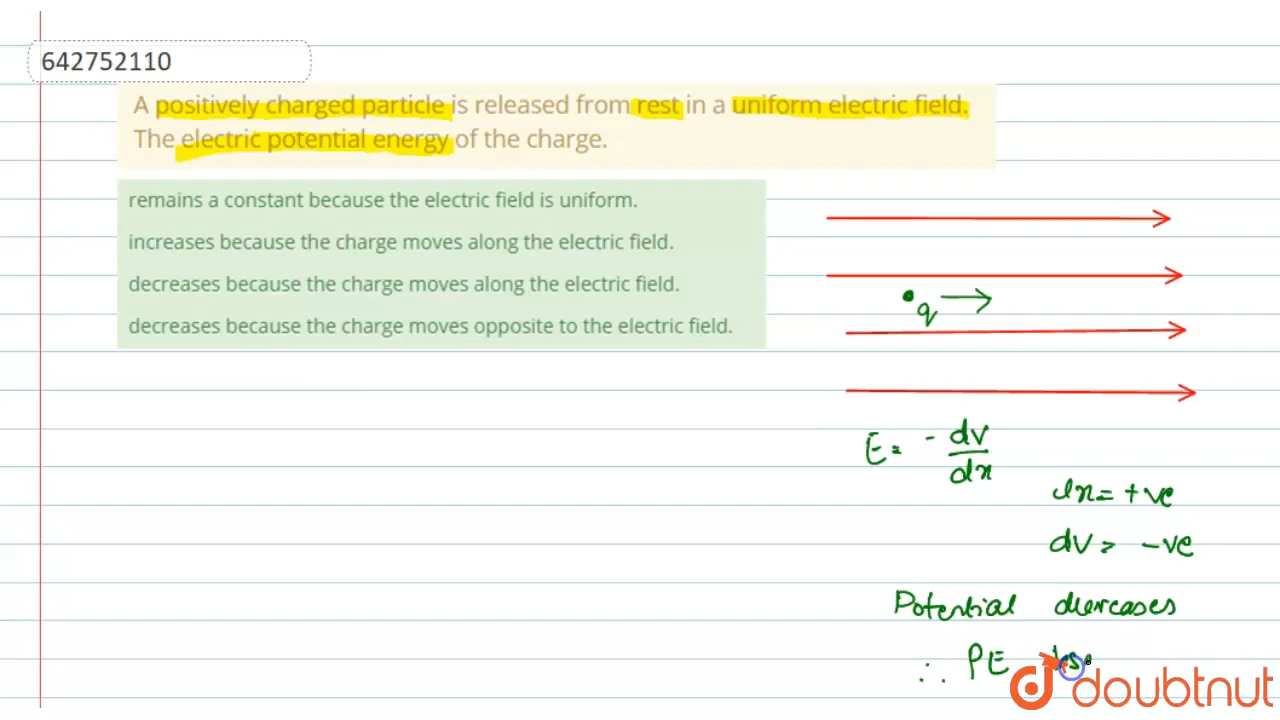 642752110
A positively charged particle is released from rest in a uniform electric field.
The electric potential energy of the charge.
remains a constant because the electric field is uniform.
increases because the charge moves along the electric field.
decreases because the charge moves along the electric field.
decreases because the charge moves opposite to the electric field.
q
E = - dv
dx
dx = +ve
dV = -ve
Potential
∴ PE
doubtnut